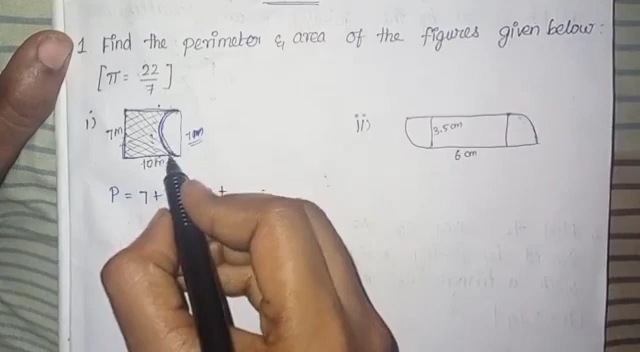 1 Find the perimeter & area of the figures given below :
[π = 22/7]
i) ii)
7m 7m 3.5cm
10m 6 cm
P = 7+ +